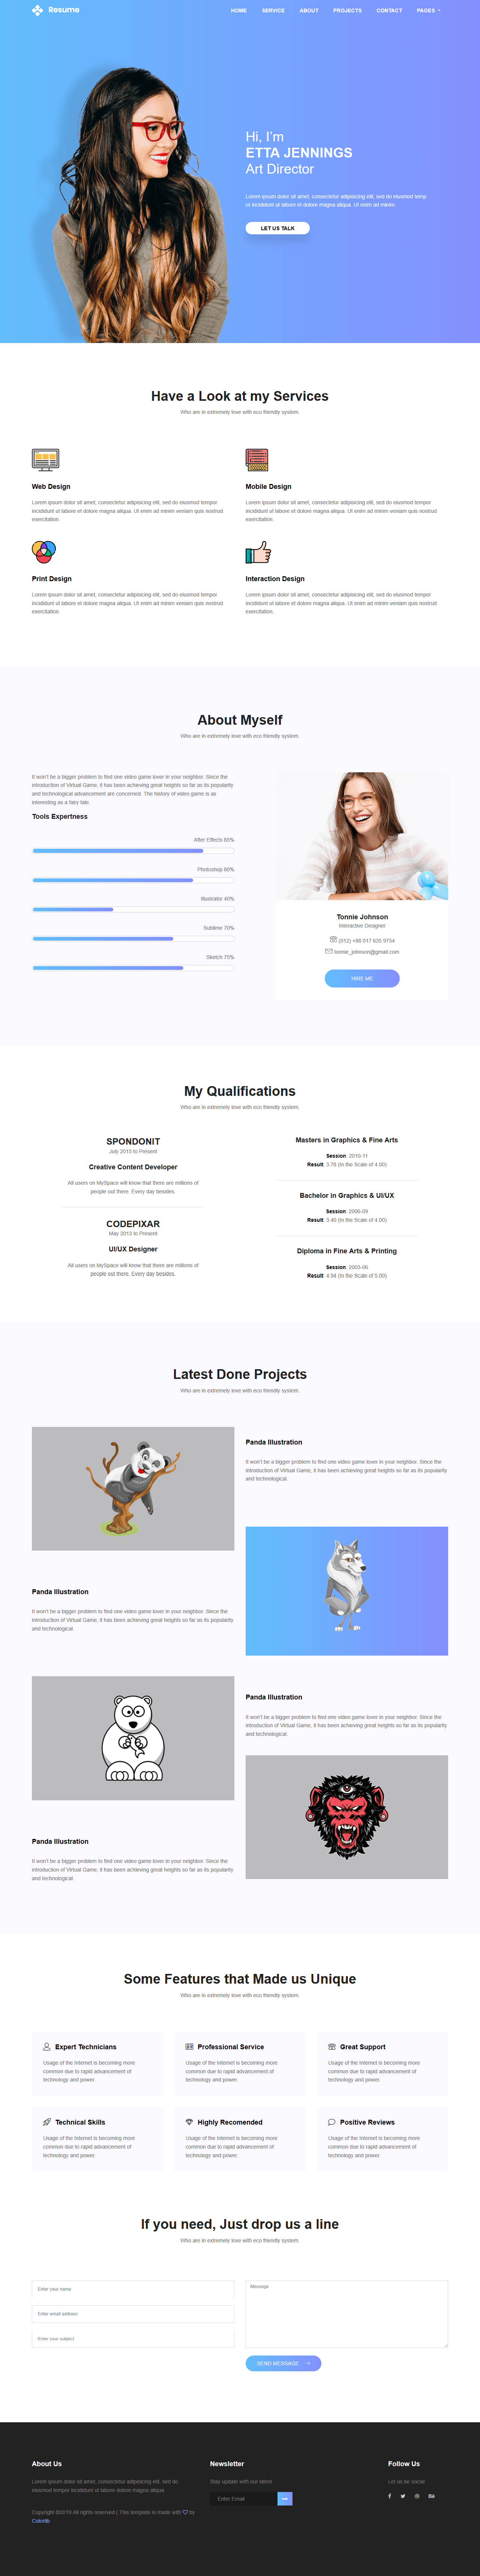 Resume
HOME SERVICE ABOUT PROJECTS CONTACT PAGES
Hi, I'm
ETTA JENNINGS
Art Director
Lorem ipsum dolor sit amet, consectetur adipisicing elit, sed do eiusmod temp
or incididunt ut labore et dolore magna aliqua. Ut enim ad minim.
LET US TALK
Have a Look at my Services
Who are in extremely love with eco friendly system.
Web Design
Lorem ipsum dolor sit amet, consectetur adipisicing elit, sed do eiusmod tempor
incididunt ut labore et dolore magna aliqua. Ut enim ad minim veniam quis nostrud
exercitation.
Mobile Design
Lorem ipsum dolor sit amet, consectetur adipisicing elit, sed do eiusmod tempor
incididunt ut labore et dolore magna aliqua. Ut enim ad minim veniam quis nostrud
exercitation.
Print Design
Lorem ipsum dolor sit amet, consectetur adipisicing elit, sed do eiusmod tempor
incididunt ut labore et dolore magna aliqua. Ut enim ad minim veniam quis nostrud
exercitation.
Interaction Design
Lorem ipsum dolor sit amet, consectetur adipisicing elit, sed do eiusmod tempor
incididunt ut labore et dolore magna aliqua. Ut enim ad minim veniam quis nostrud
exercitation.
About Myself
Who are in extremely love with eco friendly system.
It won't be a bigger problem to find one video game lover in your neighbor. Since the
introduction of Virtual Game, it has been achieving great heights so far as its popularity
and technological advancement are concerned. The history of video game is as
interesting as a fairy tale.
Tools Expertness
After Effects 85%
Photoshop 80%
Illustrator 40%
Sublime 70%
Sketch 75%
Tonnie Johnson
Interactive Designer
(012) +88 017 635 9754
tonnie_johnson@gmail.com
HIRE ME
My Qualifications
Who are in extremely love with eco friendly system.
SPONDONIT
July 2015 to Present
Creative Content Developer
All users on MySpace will know that there are millions of
people out there. Every day besides.
CODEPIXAR
May 2013 to Present
UI/UX Designer
All users on MySpace will know that there are millions of
people out there. Every day besides.
Masters in Graphics & Fine Arts
Session: 2010-11
Result: 3.78 (In the Scale of 4.00)
Bachelor in Graphics & UI/UX
Session: 2006-09
Result: 3.40 (In the Scale of 4.00)
Diploma in Fine Arts & Printing
Session: 2003-06
Result: 4.94 (In the Scale of 5.00)
Latest Done Projects
Who are in extremely love with eco friendly system.
Panda Illustration
It won't be a bigger problem to find one video game lover in your neighbor. Since the
introduction of Virtual Game, it has been achieving great heights so far as its popularity
and technological.
Panda Illustration
It won't be a bigger problem to find one video game lover in your neighbor. Since the
introduction of Virtual Game, it has been achieving great heights so far as its popularity
and technological.
Panda Illustration
It won't be a bigger problem to find one video game lover in your neighbor. Since the
introduction of Virtual Game, it has been achieving great heights so far as its popularity
and technological.
Panda Illustration
It won't be a bigger problem to find one video game lover in your neighbor. Since the
introduction of Virtual Game, it has been achieving great heights so far as its popularity
and technological.
Some Features that Made us Unique
Who are in extremely love with eco friendly system.
Expert Technicians
Usage of the Internet is becoming more
common due to rapid advancement of
technology and power.
Professional Service
Usage of the Internet is becoming more
common due to rapid advancement of
technology and power.
Great Support
Usage of the Internet is becoming more
common due to rapid advancement of
technology and power.
Technical Skills
Usage of the Internet is becoming more
common due to rapid advancement of
technology and power.
Highly Recomended
Usage of the Internet is becoming more
common due to rapid advancement of
technology and power.
Positive Reviews
Usage of the Internet is becoming more
common due to rapid advancement of
technology and power.
If you need, Just drop us a line
Who are in extremely love with eco friendly system.
Enter your name
Enter email address
Enter your subject
Message
SEND MESSAGE
About Us
Lorem ipsum dolor sit amet, consectetur adipisicing elit, sed do
eiusmod tempor incididunt ut labore dolore magna aliqua.
Copyright ©2019 All rights reserved | This template is made with by
Colorlib
Newsletter
Stay update with our latest
Enter Email
Follow Us
Let us be social